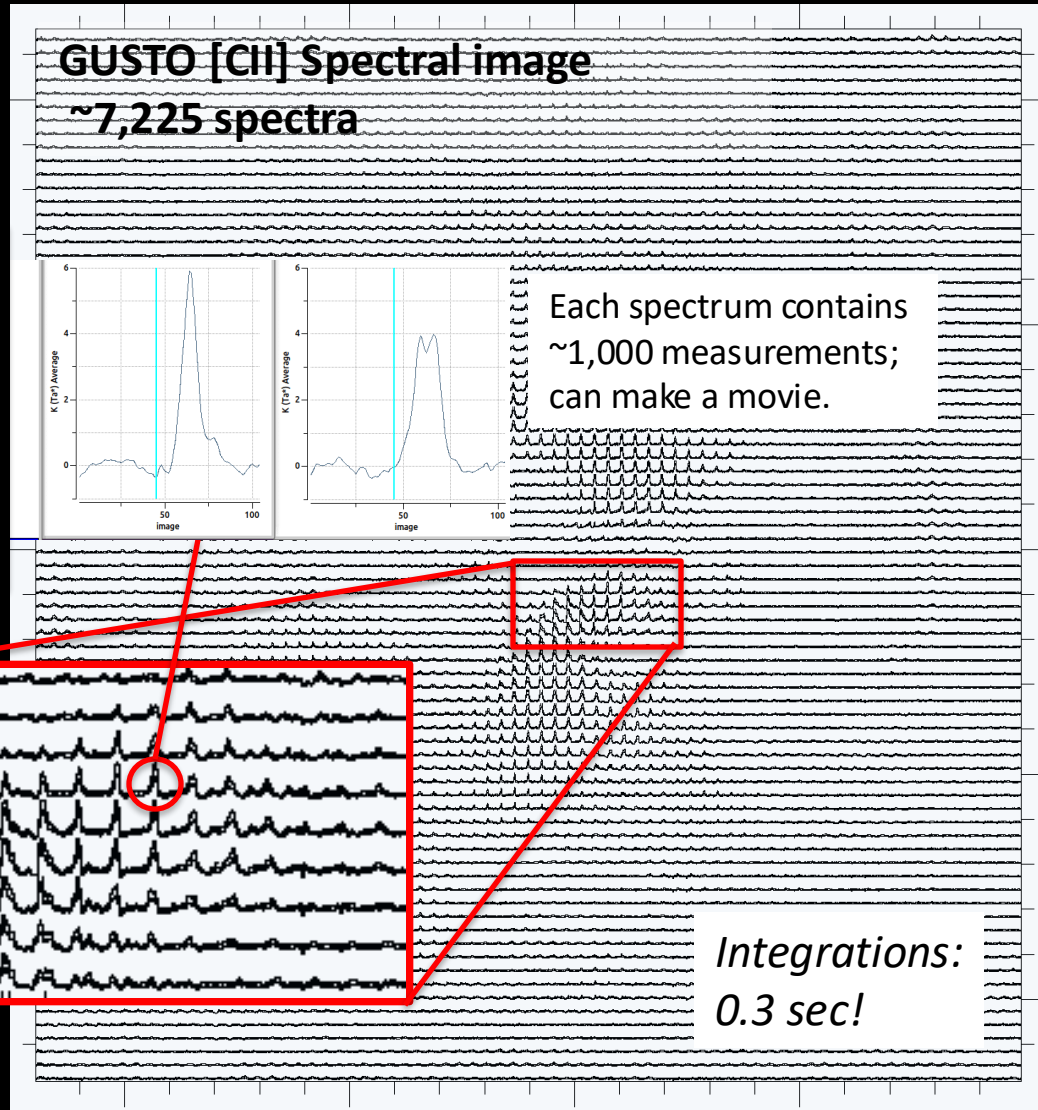 GUSTO [CII] Spectral image
~7,225 spectra
6
4
2
0
K (Ta*) Average
50
100
image
6
4
2
0
K (Ta*) Average
50
100
image
Each spectrum contains
~1,000 measurements;
can make a movie.
Integrations:
0.3 sec!